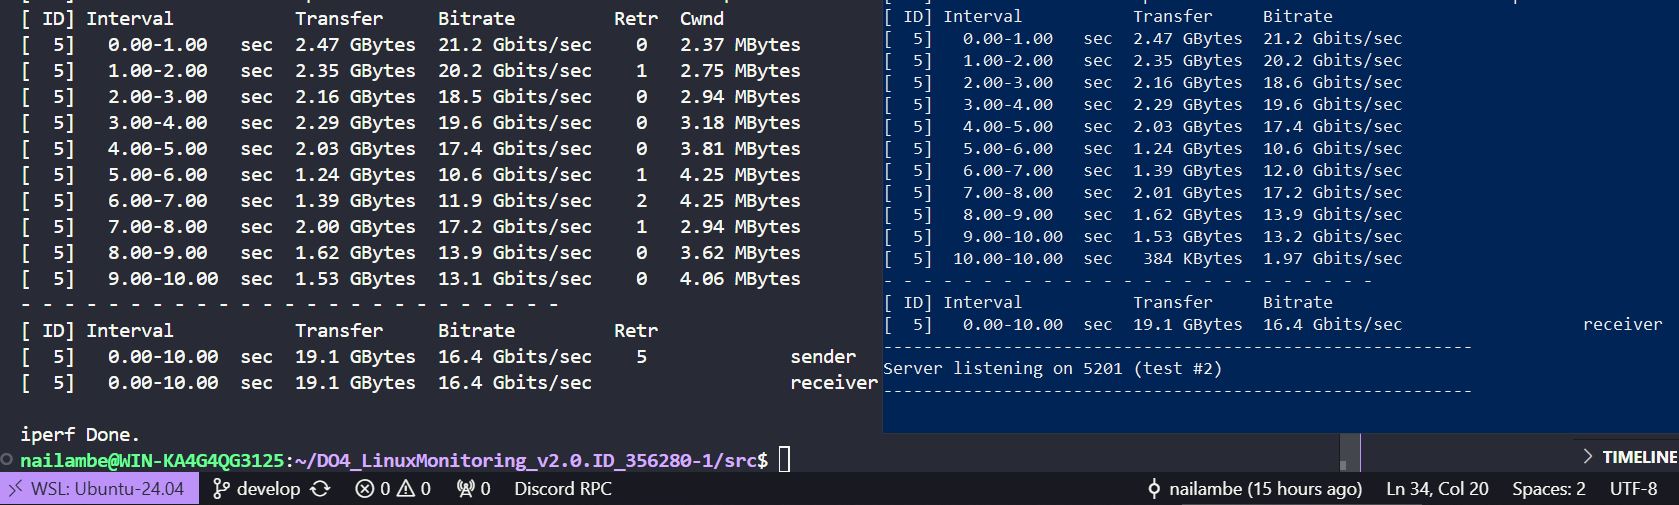 [ ID] Interval           Transfer     Bitrate         Retr  Cwnd
[  5]   0.00-1.00   sec  2.47 GBytes  21.2 Gbits/sec    0   2.37 MBytes
[  5]   1.00-2.00   sec  2.35 GBytes  20.2 Gbits/sec    1   2.75 MBytes
[  5]   2.00-3.00   sec  2.16 GBytes  18.5 Gbits/sec    0   2.94 MBytes
[  5]   3.00-4.00   sec  2.29 GBytes  19.6 Gbits/sec    0   3.18 MBytes
[  5]   4.00-5.00   sec  2.03 GBytes  17.4 Gbits/sec    0   3.81 MBytes
[  5]   5.00-6.00   sec  1.24 GBytes  10.6 Gbits/sec    1   4.25 MBytes
[  5]   6.00-7.00   sec  1.39 GBytes  11.9 Gbits/sec    2   4.25 MBytes
[  5]   7.00-8.00   sec  2.00 GBytes  17.2 Gbits/sec    1   2.94 MBytes
[  5]   8.00-9.00   sec  1.62 GBytes  13.9 Gbits/sec    0   3.62 MBytes
[  5]   9.00-10.00  sec  1.53 GBytes  13.1 Gbits/sec    0   4.06 MBytes
- - - - - - - - - - - - - - - - - - - - - - - - -
[ ID] Interval           Transfer     Bitrate         Retr
[  5]   0.00-10.00  sec  19.1 GBytes  16.4 Gbits/sec    5             sender
[  5]   0.00-10.00  sec  19.1 GBytes  16.4 Gbits/sec                  receiver
iperf Done.
nailambe@WIN-KA4G4QG3125:~/DO4_LinuxMonitoring_v2.0.ID_356280-1/src$
[ ID] Interval           Transfer     Bitrate
[  5]   0.00-1.00   sec  2.47 GBytes  21.2 Gbits/sec
[  5]   1.00-2.00   sec  2.35 GBytes  20.2 Gbits/sec
[  5]   2.00-3.00   sec  2.16 GBytes  18.6 Gbits/sec
[  5]   3.00-4.00   sec  2.29 GBytes  19.6 Gbits/sec
[  5]   4.00-5.00   sec  2.03 GBytes  17.4 Gbits/sec
[  5]   5.00-6.00   sec  1.24 GBytes  10.6 Gbits/sec
[  5]   6.00-7.00   sec  1.39 GBytes  12.0 Gbits/sec
[  5]   7.00-8.00   sec  2.01 GBytes  17.2 Gbits/sec
[  5]   8.00-9.00   sec  1.62 GBytes  13.9 Gbits/sec
[  5]   9.00-10.00  sec  1.53 GBytes  13.2 Gbits/sec
[  5]  10.00-10.00  sec   384 KBytes  1.97 Gbits/sec
- - - - - - - - - - - - - - - - - - - - - - - - -
[ ID] Interval           Transfer     Bitrate
[  5]   0.00-10.00  sec  19.1 GBytes  16.4 Gbits/sec                  receiver
-----------------------------------------------------------
Server listening on 5201 (test #2)
-----------------------------------------------------------
TIMELINE
WSL: Ubuntu-24.04 develop 0 0 0 Discord RPC nailambe (15 hours ago) Ln 34, Col 20 Spaces: 2 UTF-8